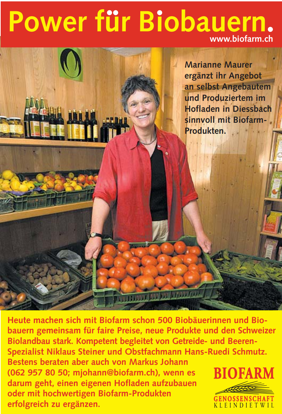 Power für Biobauern.
www.biofarm.ch
Marianne Maurer
ergänzt ihr Angebot
an selbst Angebautem
und Produziertem im
Hofladen in Diessbach
sinnvoll mit Biofarm-
Produkten.
Heute machen sich mit Biofarm schon 500 Biobäuerinnen und Bio-
bauern gemeinsam für faire Preise, neue Produkte und den Schweizer
Biolandbau stark. Kompetent begleitet von Getreide- und Beeren-
Spezialist Niklaus Steiner und Obstfachmann Hans-Ruedi Schmutz.
Bestens beraten aber auch von Markus Johann
(062 957 80 50; mjohann@biofarm.ch), wenn es
darum geht, einen eigenen Hofladen aufzubauen
oder mit hochwertigen Biofarm-Produkten
erfolgreich zu ergänzen.
BIOFARM
GENOSSENSCHAFT
KLEINDIETWIL